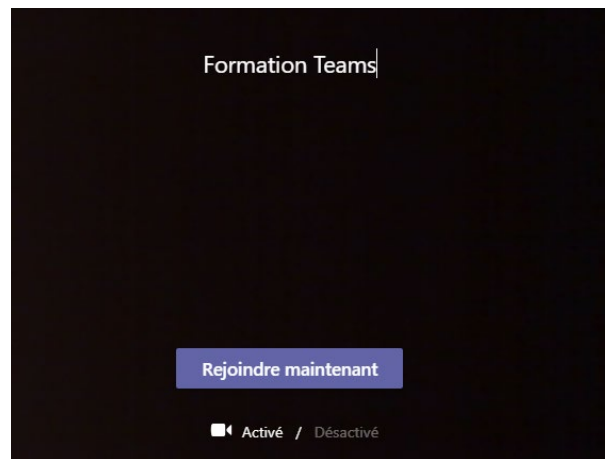 Formation Teams
Rejoindre maintenant
Activé / Désactivé